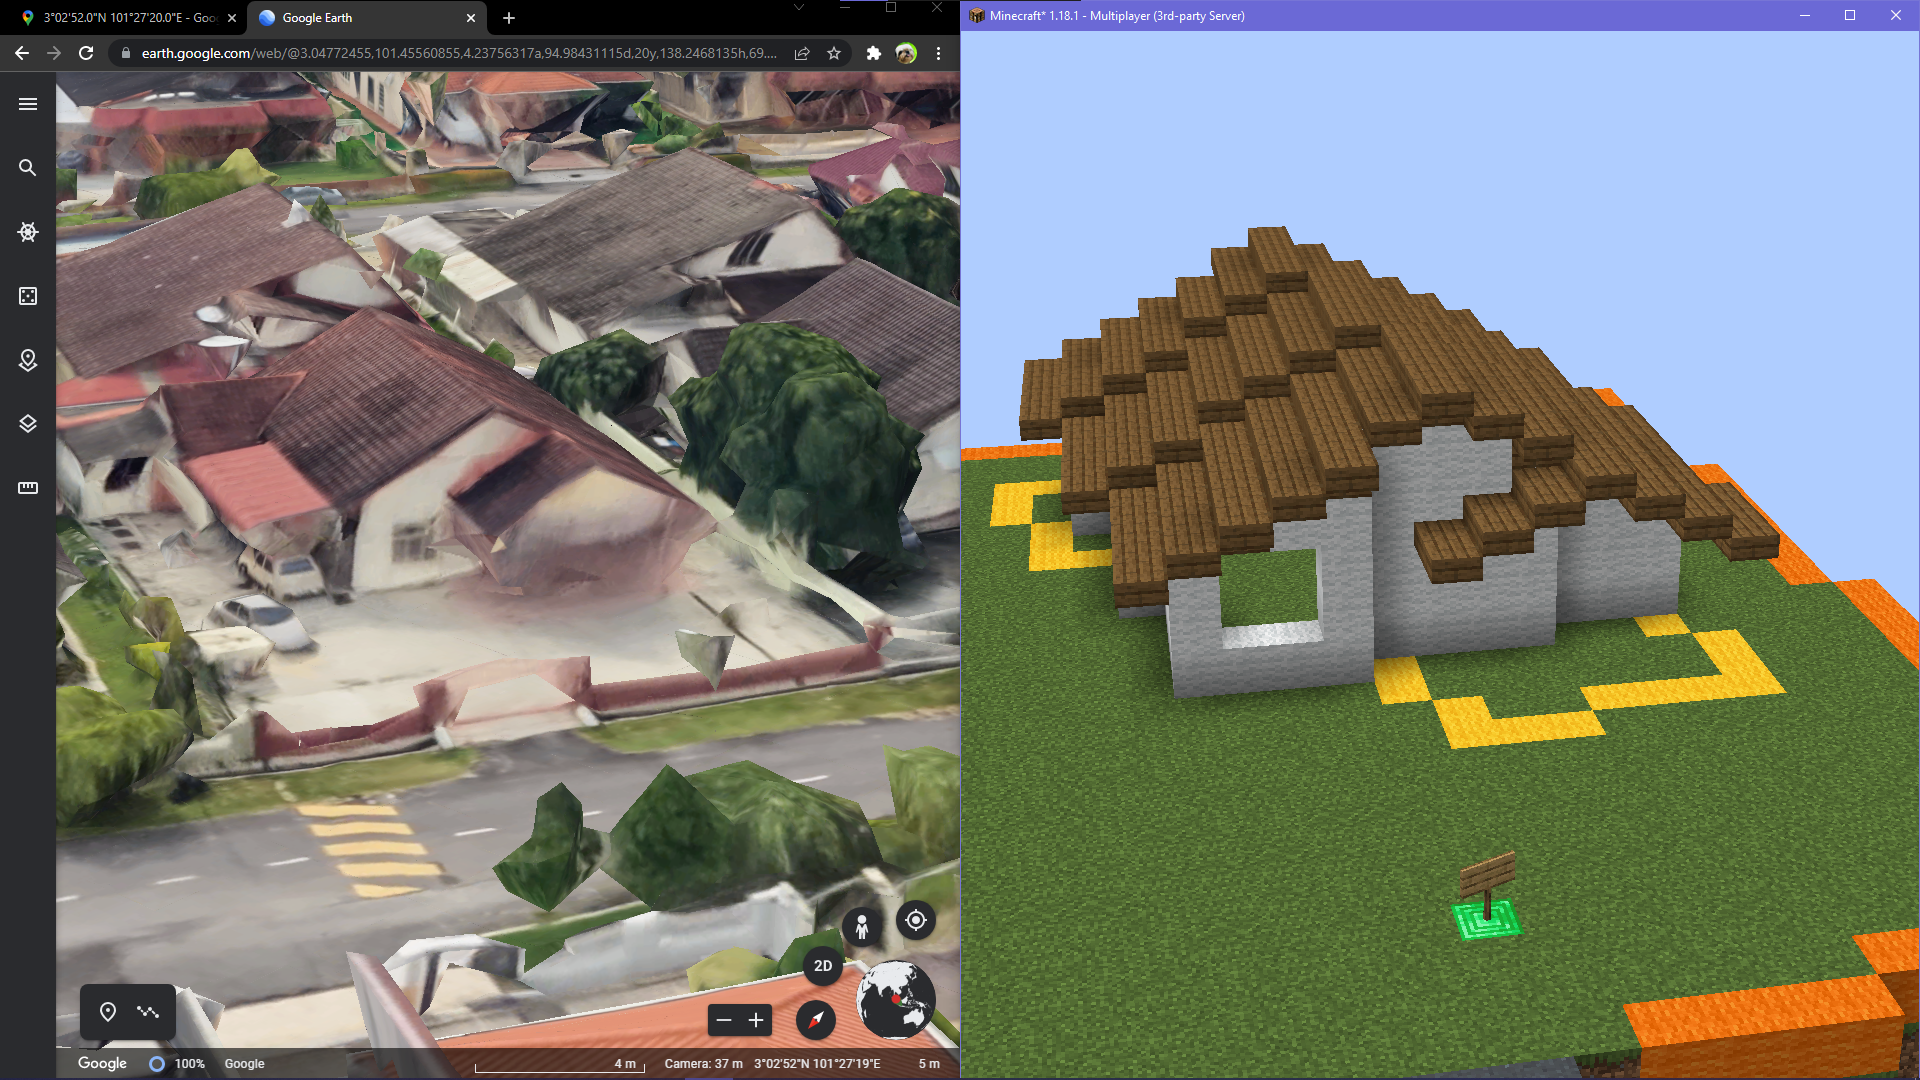 3°02'52.0"N 101°27'20.0"E - Goo
Google Earth
Minecraft* 1.18.1 - Multiplayer (3rd-party Server)
earth.google.com/web/@3.04772455,101.45560855,4.23756317a,94.98431115d,20y,138.2468135h,69....
2D
Google
100%
Google
4 m
Camera: 37 m
3°02'52"N 101°27'19"E
5 m